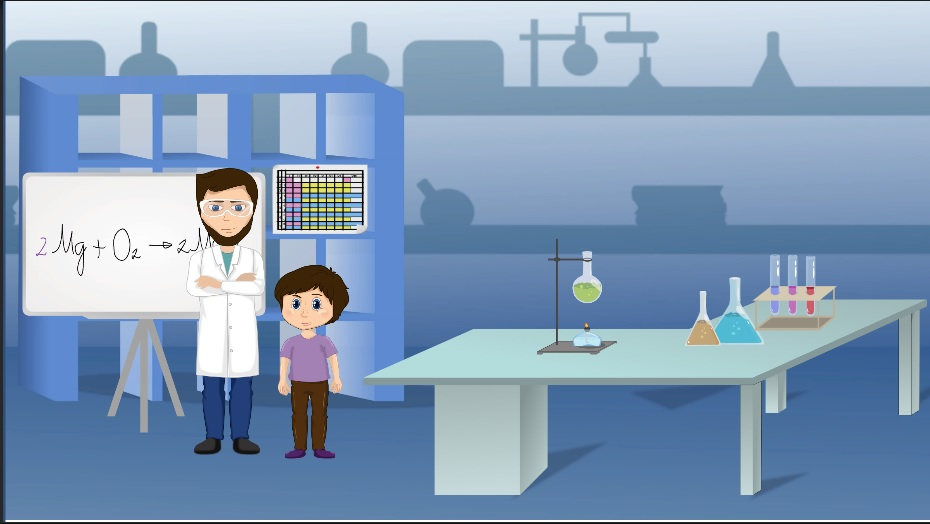 2Mg + O₂ → 2M